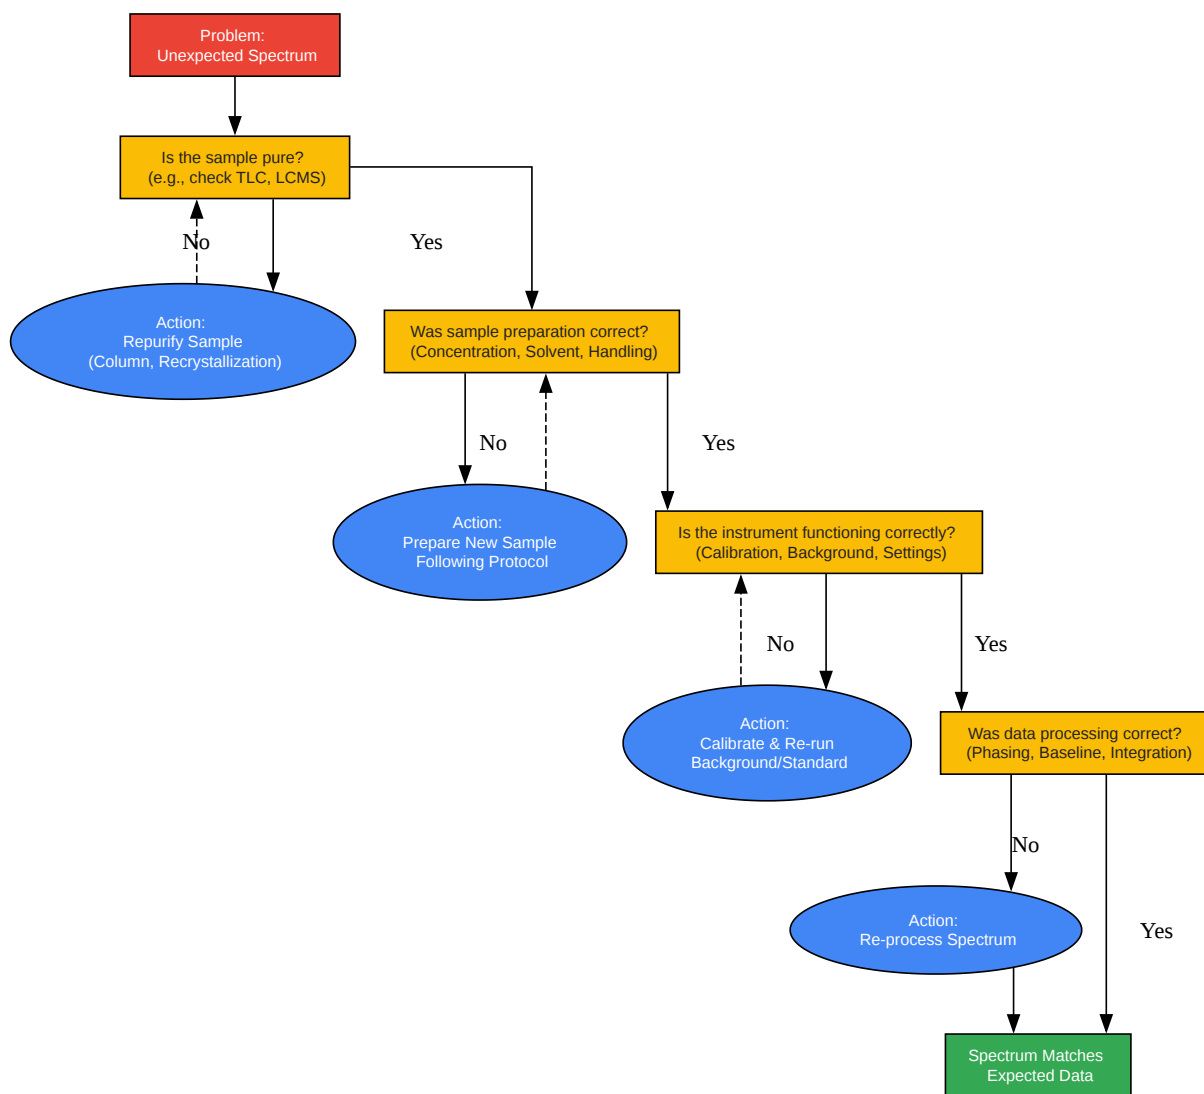 Problem:
Unexpected Spectrum
Is the sample pure?
(e.g., check TLC, LCMS)
No
Yes
Action:
Repurify Sample
(Column, Recrystallization)
Was sample preparation correct?
(Concentration, Solvent, Handling)
No
Yes
Action:
Prepare New Sample
Following Protocol
Is the instrument functioning correctly?
(Calibration, Background, Settings)
No
Yes
Action:
Calibrate & Re-run
Background/Standard
Was data processing correct?
(Phasing, Baseline, Integration)
No
Action:
Re-process Spectrum
Yes
Spectrum Matches
Expected Data